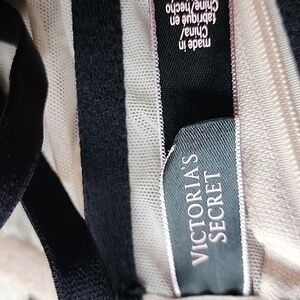 made in
China/
fabriqué en
Chine/hecho
VICTORIA'S
SECRET